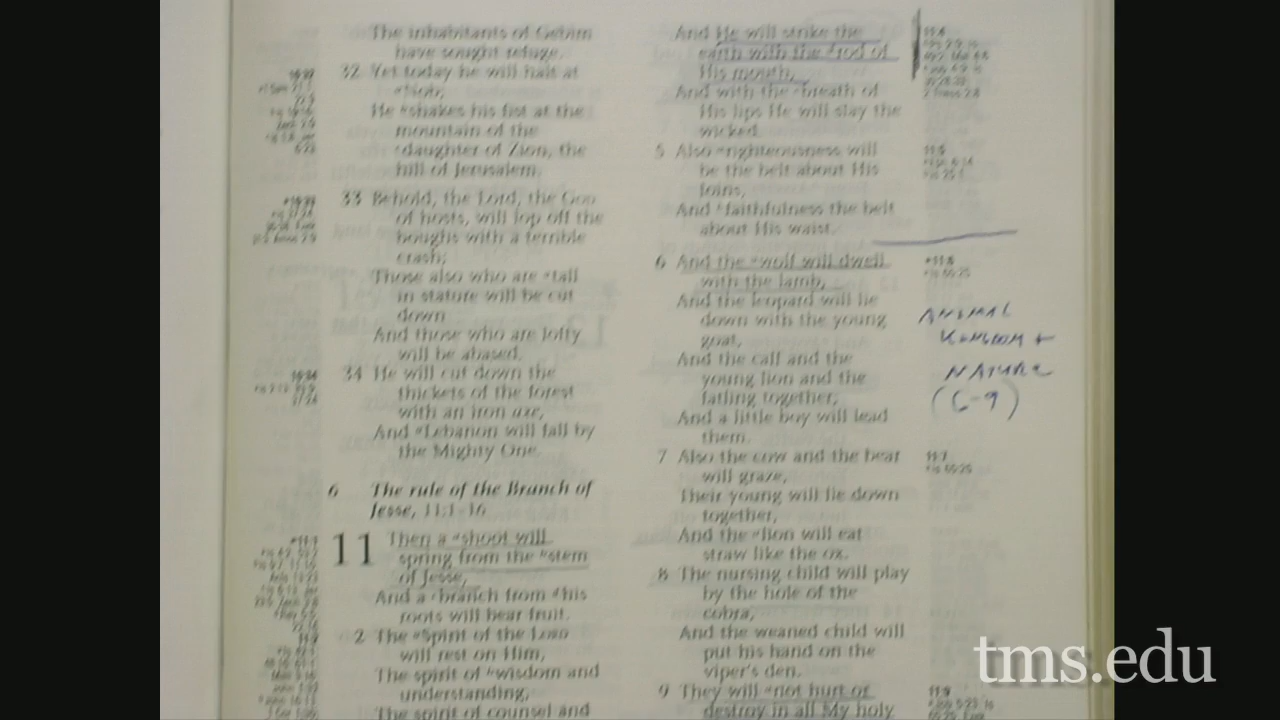 The inhabitants of Gebim
have sought refuge.
32 Yet today he will halt at
Nob;
He shakes his fist at the
mountain of the
daughter of Zion, the
hill of Jerusalem.
33 Behold, the Lord, the GOD
of hosts, will lop off the
boughs with a terrible
crash;
Those also who are tall
in stature will be cut
down
And those who are lofty
will be abased.
34 He will cut down the
thickets of the forest
with an iron axe,
And Lebanon will fall by
the Mighty One.
6 The rule of the Branch of
Jesse, 11:1-16
11 Then a shoot will
spring from the stem
of Jesse,
And a branch from his
roots will bear fruit.
2 The Spirit of the LORD
will rest on Him,
The spirit of wisdom and
understanding,
The spirit of counsel and
And He will strike the
earth with the rod of
His mouth,
And with the breath of
His lips He will slay the
wicked.
5 Also righteousness will
be the belt about His
loins,
And faithfulness the belt
about His waist.
6 And the wolf will dwell
with the lamb,
And the leopard will lie
down with the young
goat,
And the calf and the
young lion and the
fatling together;
And a little boy will lead
them.
7 Also the cow and the bear
will graze,
Their young will lie down
together,
And the lion will eat
straw like the ox.
8 The nursing child will play
by the hole of the
cobra,
And the weaned child will
put his hand on the
viper's den.
9 They will not hurt or
destroy in all My holy
ANIMAL
KINGDOM +
NATURE
(6-9)
tms.edu